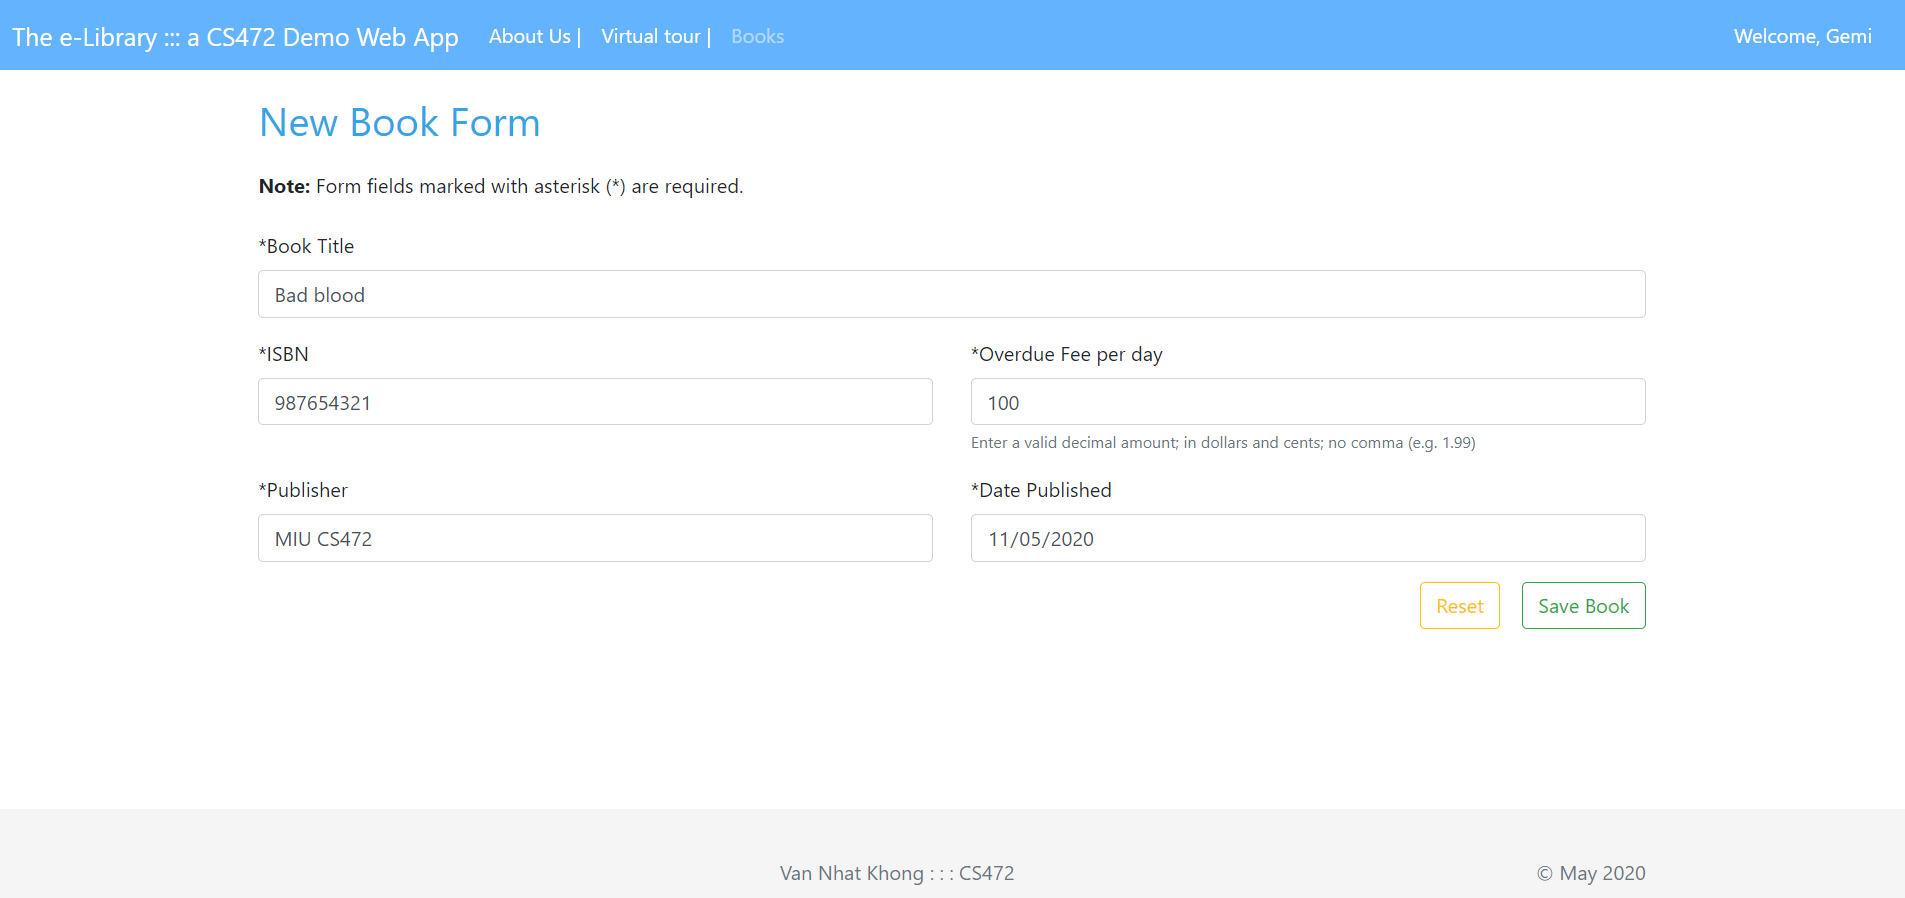 The e-Library ::: a CS472 Demo Web App About Us | Virtual tour | Books Welcome, Gemi
New Book Form
Note: Form fields marked with asterisk (*) are required.
*Book Title
Bad blood
*ISBN *Overdue Fee per day
987654321 100
Enter a valid decimal amount; in dollars and cents; no comma (e.g. 1.99)
*Publisher *Date Published
MIU CS472 11/05/2020
Reset Save Book
Van Nhat Khong : : : CS472 © May 2020